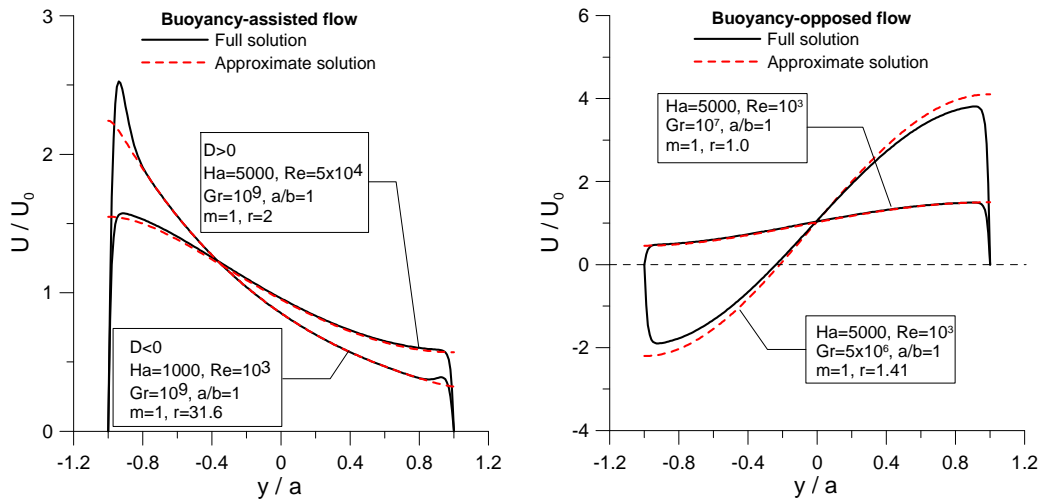 Buoyancy-assisted flow
Full solution
Approximate solution
3
2
1
0
U / U0
D>0
Ha=5000, Re=5x10⁴
Gr=10⁹, a/b=1
m=1, r=2
D<0
Ha=1000, Re=10³
Gr=10⁹, a/b=1
m=1, r=31.6
-1.2 -0.8 -0.4 0 0.4 0.8 1.2
y / a
Buoyancy-opposed flow
Full solution
Approximate solution
6
4
2
0
-2
-4
U / U₀
Ha=5000, Re=10³
Gr=10⁷, a/b=1
m=1, r=1.0
Ha=5000, Re=10³
Gr=5x10⁶, a/b=1
m=1, r=1.41
-1.2 -0.8 -0.4 0 0.4 0.8 1.2
y / a